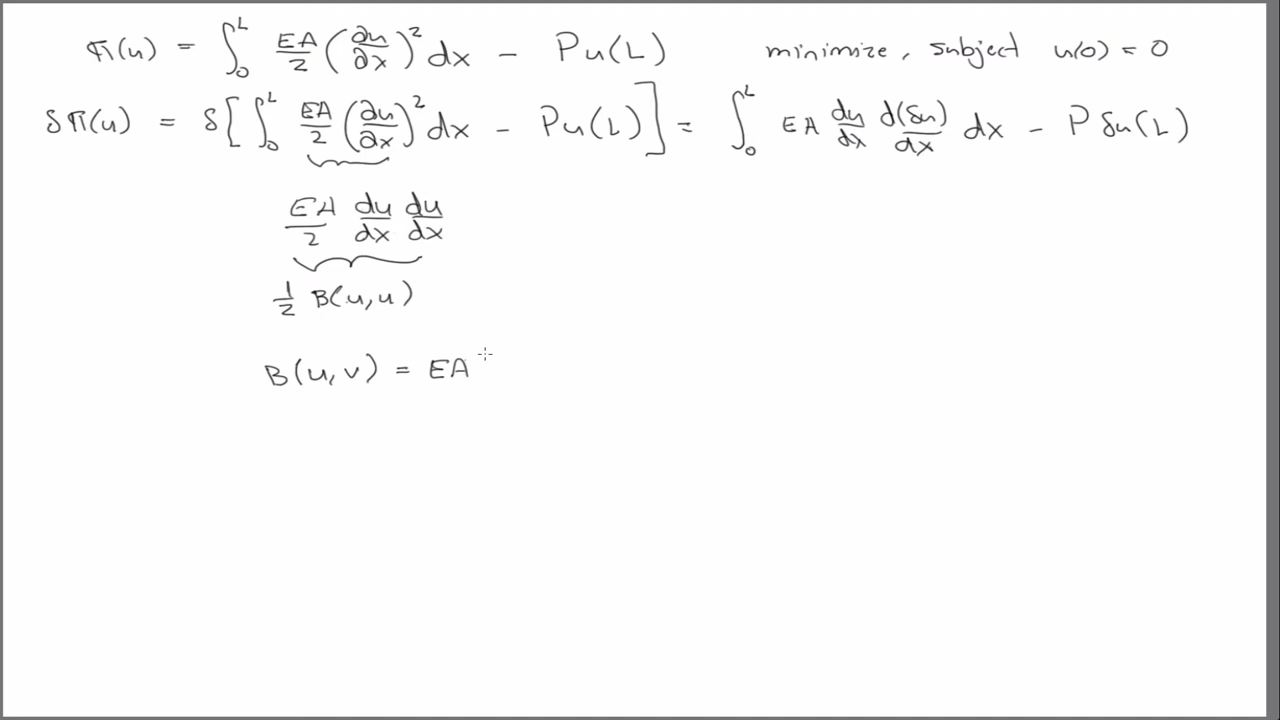 π(u) = ∫₀ᴸ EA/2 (∂u/∂x)² dx − Pu(L) minimize, subject u(0) = 0
δπ(u) = δ[∫₀ᴸ EA/2 (∂u/∂x)² dx − Pu(L)] = ∫₀ᴸ EA du/dx d(δu)/dx dx − P δu(L)
EA/2 du/dx du/dx
1/2 B(u,u)
B(u,v) = EA